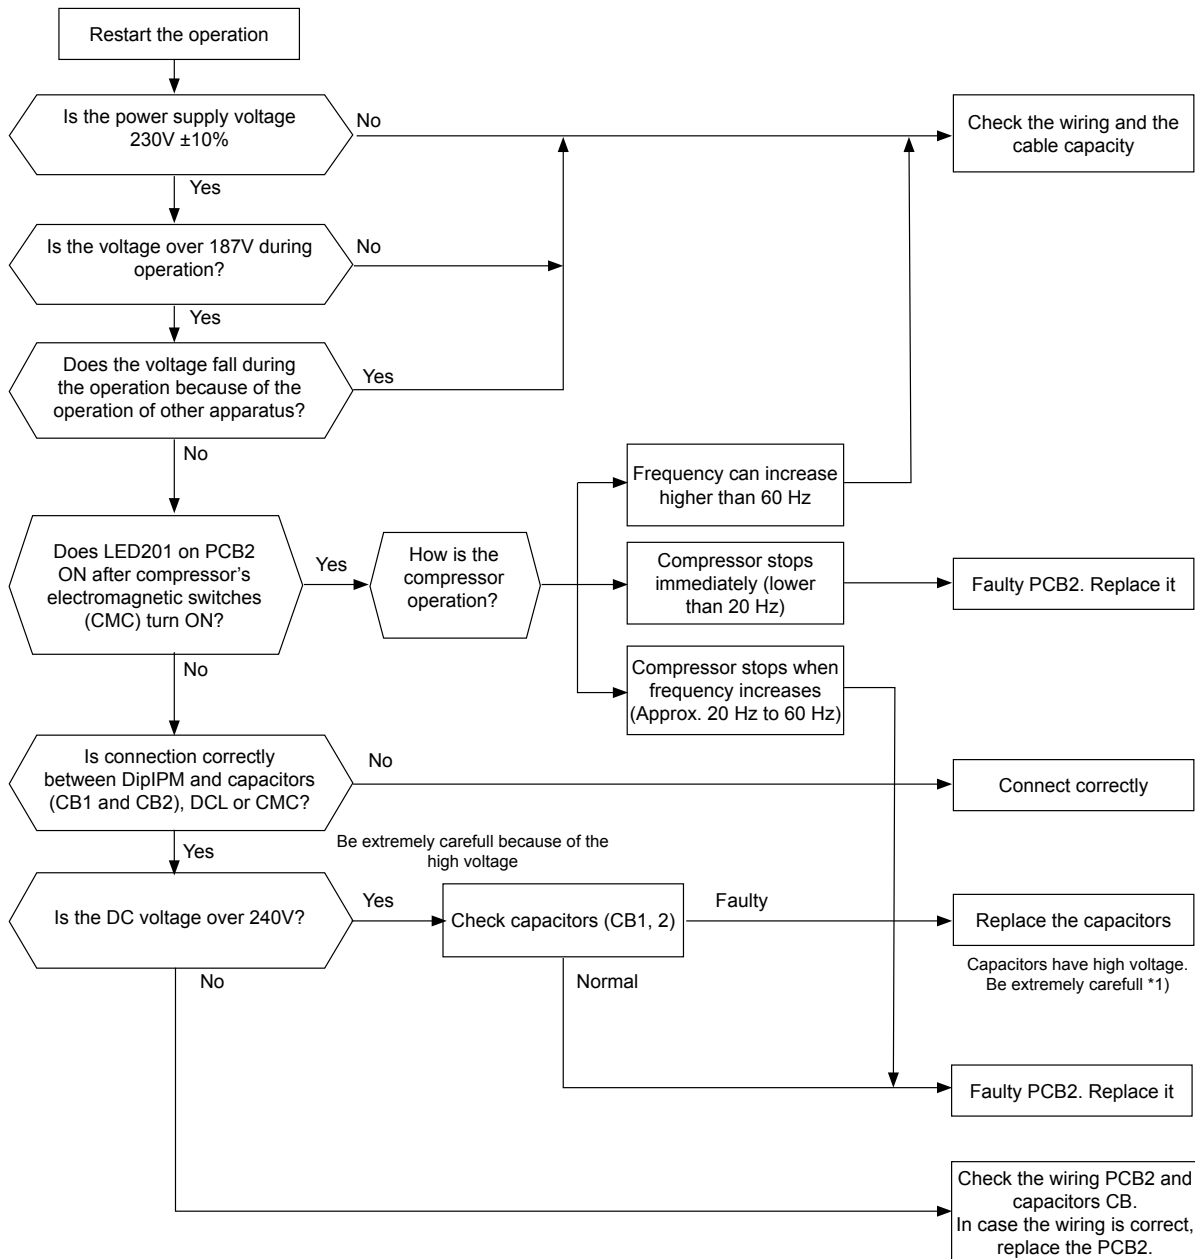 Restart the operation
Is the power supply voltage
230V ±10%
No
Check the wiring and the
cable capacity
Yes
Is the voltage over 187V during
operation?
No
Yes
Does the voltage fall during
the operation because of the
operation of other apparatus?
Yes
No
Does LED201 on PCB2
ON after compressor's
electromagnetic switches
(CMC) turn ON?
Yes
How is the
compressor
operation?
Frequency can increase
higher than 60 Hz
Compressor stops
immediately (lower
than 20 Hz)
Faulty PCB2. Replace it
Compressor stops when
frequency increases
(Approx. 20 Hz to 60 Hz)
No
Is connection correctly
between DipIPM and capacitors
(CB1 and CB2), DCL or CMC?
No
Connect correctly
Yes
Be extremely carefull because of the
high voltage
Is the DC voltage over 240V?
Yes
Check capacitors (CB1, 2)
Faulty
Replace the capacitors
Capacitors have high voltage.
Be extremely carefull *1)
No
Normal
Faulty PCB2. Replace it
Check the wiring PCB2 and
capacitors CB.
In case the wiring is correct,
replace the PCB2.